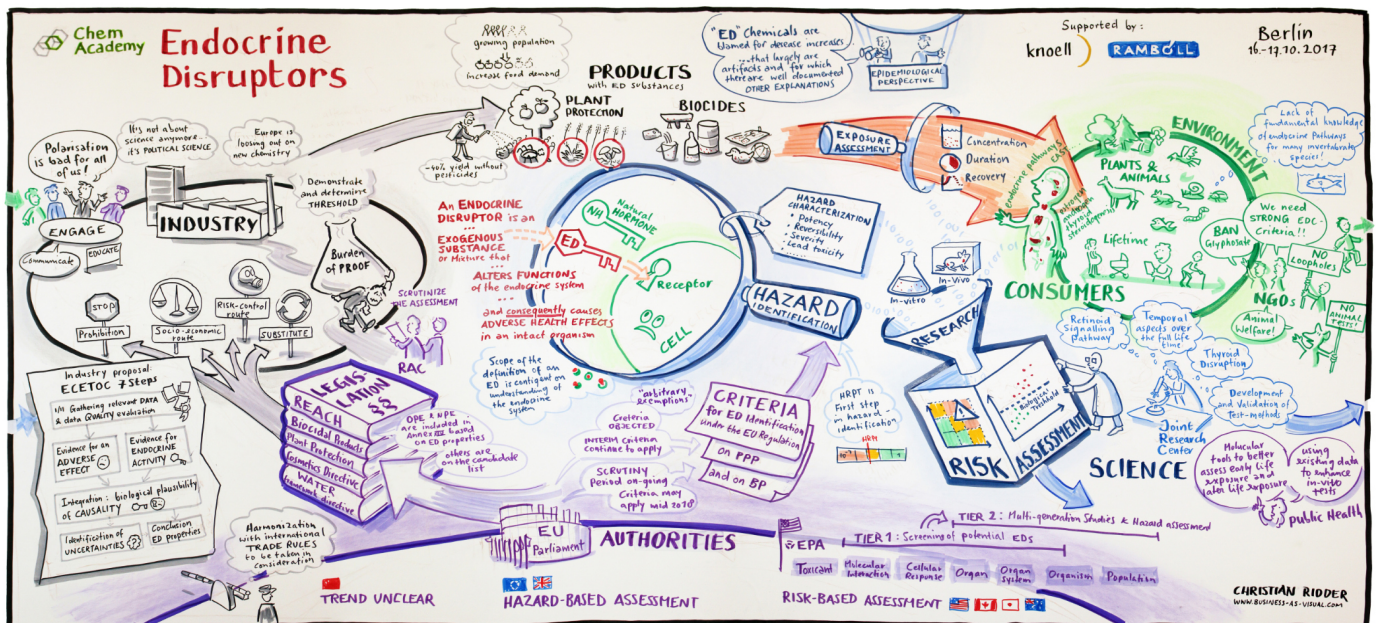 Chem
Academy
Endocrine
Disruptors
growing population
increase food demand
PRODUCTS
with ED substances
PLANT
PROTECTION
BIOCIDES
-40% yield without
pesticides
"ED" Chemicals are
blamed for desease increases
...that largely are
artifacts and for which
there are well documented
OTHER EXPLANATIONS
EPIDEMIOLOGICAL
PERSPECTIVE
Supported by:
knoell
RAMBOLL
Berlin
16.-17.10.2017
Polarisation
is bad for all
of us!
It's not about
science anymore...
it's POLITICAL SCIENCE
Europe is
loosing out on
new chemistry
ENGAGE
Communicate
EDUCATE
INDUSTRY
Demonstrate
and determine
THRESHOLD
Burden
of PROOF
STOP
Prohibition
Socio-economic
route
Risk-control
route
SUBSTITUTE
SCRUTINIZE
THE ASSESSMENT
RAC
An ENDOCRINE
DISRUPTOR is an
EXOGENOUS
SUBSTANCE
or Mixture that
...
ALTERS FUNCTIONS
of the endocrine system
...
and consequently causes
ADVERSE HEALTH EFFECTS
in an intact organism
Natural
HORMONE
NH
ED
Receptor
CELL
Scope of the
definition of an
ED is contigent on
understanding of
the endocrine
system
HAZARD
CHARACTERIZATION
• Potency
• Reversibility
• Severity
• Lead toxicity
......
HAZARD
IDENTIFICATION
EXPOSURE
ASSESSMENT
Concentration
Duration
Recovery
Endocrine pathways
EAST
estrogen
androgen
thyroid
steroidogenesis
ENVIRONMENT
PLANTS &
ANIMALS
Lifetime
CONSUMERS
Lack of
fundamental knowledge
of endocrine Pathways
for many invertebrate
species!
We need
STRONG EDC-
Criteria!!
BAN
Glyphosate
NO
Loopholes
NGOs
Animal
Welfare!
NO
ANIMAL
TESTS!
In-vitro
In-Vivo
RESEARCH
RISK
ASSESSMENT
Biological
Threshold
Retinoid
Signalling
Pathway
Temporal
aspects over
the full life
time
Thyroid
Disruption
Development
and Validation of
Test-methods
Joint
Research
Center
SCIENCE
Molecular
tools to better
assess early life
exposure and
later life exposure
using
existing data
to enhance
in-vitro
tests
public Health
Industry proposal:
ECETOC 7 Steps
Gathering relevant DATA
& data QUALITY evaluation
Evidence for an
ADVERSE
EFFECT
Evidence for
ENDOCRINE
ACTIVITY
Integration: biological plausibility
of CAUSALITY
Identification of
UNCERTAINTIES
Conclusion
ED properties
LEGIS-
LATION
§§
REACH
Biocidal Products
Plant Protection
Cosmetics Directive
WATER
framework directive
OPE & NPE
are included in
Annex XIV based
on ED properties
others are
on the candidate
list
"arbitrary
exemptions"
Creteria
OBJECTED
INTERIM Criteria
continue to apply
SCRUTINY
Period on-going
Criteria may
apply mid 2018
CRITERIA
for ED Identification
under the EU Regulation
on PPP
and on BP
HRPT is
First step
in hazard-
identification
HRM
Harmonization
with international
TRADE RULES
to be taken in
consideration
EU
Parliament
AUTHORITIES
EPA
TIER 2: Multi-generation Studies & Hazard assessment
TIER 1: Screening of potential EDS
Toxicant
Molecular
Interaction
Cellular
Response
Organ
Organ
System
Organism
Population
TREND UNCLEAR
HAZARD-BASED ASSESSMENT
RISK-BASED ASSESSMENT
CHRISTIAN RIDDER
WWW.BUSINESS-AS-VISUAL.COM